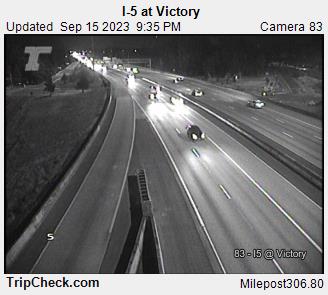 I-5 at Victory
Updated Sep 15 2023 9:35 PM Camera 83
T
S
83 - I5 @ Victory
TripCheck.com Milepost306.80